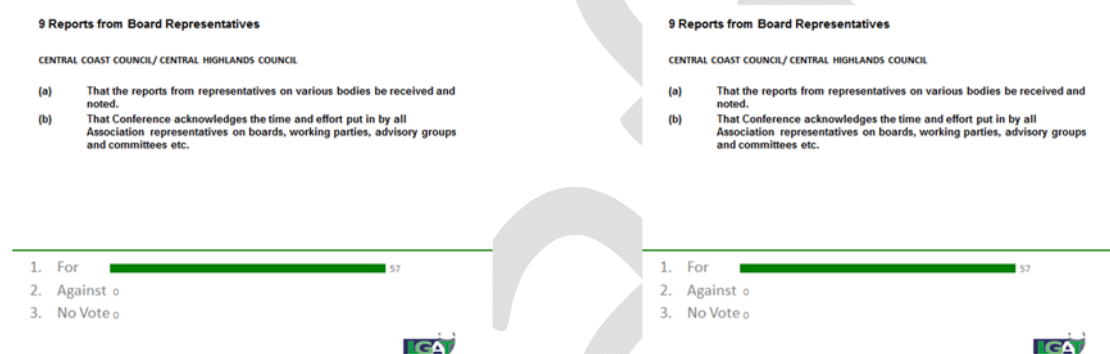 9 Reports from Board Representatives
CENTRAL COAST COUNCIL/ CENTRAL HIGHLANDS COUNCIL
(a) That the reports from representatives on various bodies be received and
noted.
(b) That Conference acknowledges the time and effort put in by all
Association representatives on boards, working parties, advisory groups
and committees etc.
1. For 57
2. Against 0
3. No Vote 0
LGAT
9 Reports from Board Representatives
CENTRAL COAST COUNCIL/ CENTRAL HIGHLANDS COUNCIL
(a) That the reports from representatives on various bodies be received and
noted.
(b) That Conference acknowledges the time and effort put in by all
Association representatives on boards, working parties, advisory groups
and committees etc.
1. For 57
2. Against 0
3. No Vote 0
LGAT